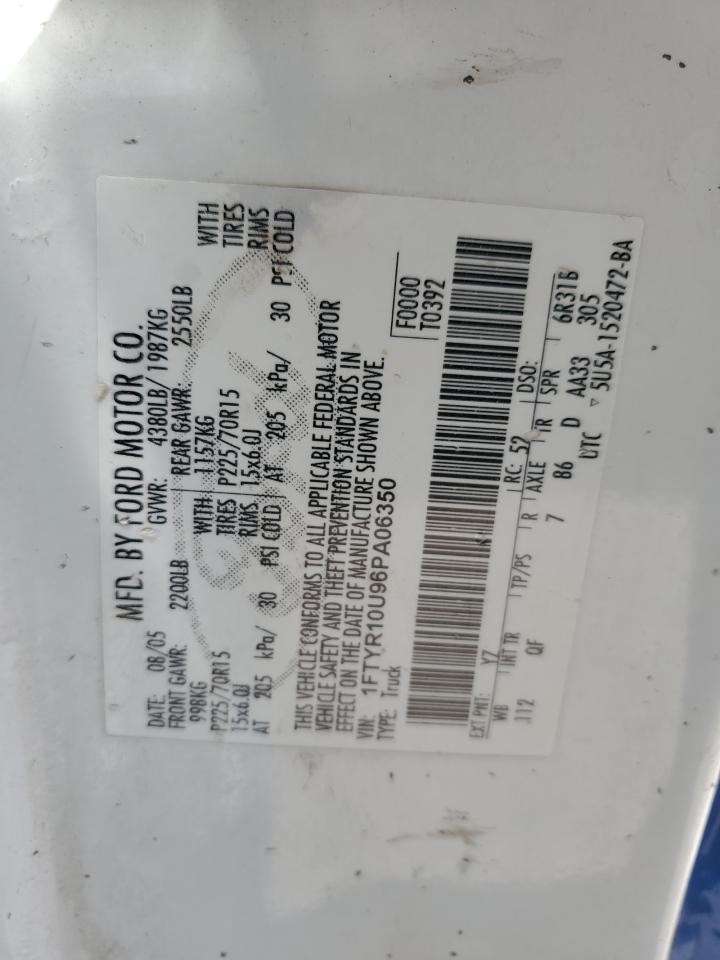 MFD. BY FORD MOTOR CO.
DATE: 08/05 GVWR: 4380LB/ 1987KG
FRONT GAWR: 2200LB REAR GAWR: 2550LB
998KG WITH 1157KG WITH
P225/70R15 TIRES P225/70R15 TIRES
15x6.0J RIMS 15x6.0J RIMS
AT 205 kPa/ 30 PSI COLD AT 205 kPa/ 30 PSI COLD
THIS VEHICLE CONFORMS TO ALL APPLICABLE FEDERAL MOTOR
VEHICLE SAFETY AND THEFT PREVENTION STANDARDS IN
EFFECT ON THE DATE OF MANUFACTURE SHOWN ABOVE.
VIN: 1FTYR10U96PA06350
TYPE: Truck
F0000
T0392
EXT PNT: YZ RC: 52 DSO:
WB INT TR TP/PS R AXLE TR SPR 6R31B
112 QF 7 86 D AA33 305
UTC ▽ 5U5A-1520472-BA